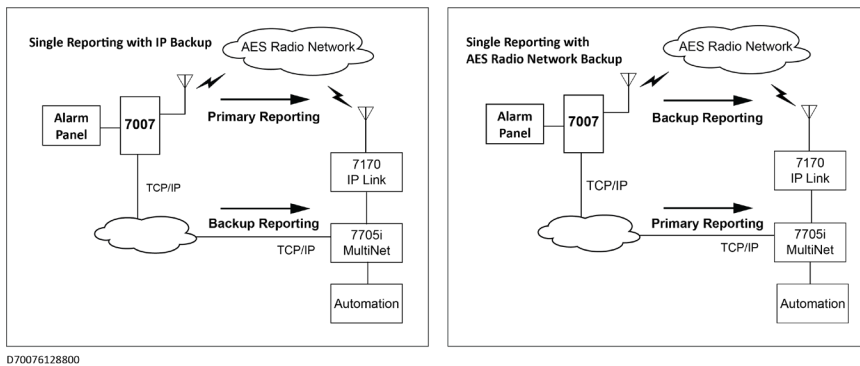 Single Reporting with IP Backup
AES Radio Network
Alarm
Panel
7007
Primary Reporting
7170
IP Link
TCP/IP
Backup Reporting
TCP/IP
7705i
MultiNet
Automation
Single Reporting with
AES Radio Network Backup
AES Radio Network
Alarm
Panel
7007
Backup Reporting
7170
IP Link
TCP/IP
Primary Reporting
TCP/IP
7705i
MultiNet
Automation
D70076128800